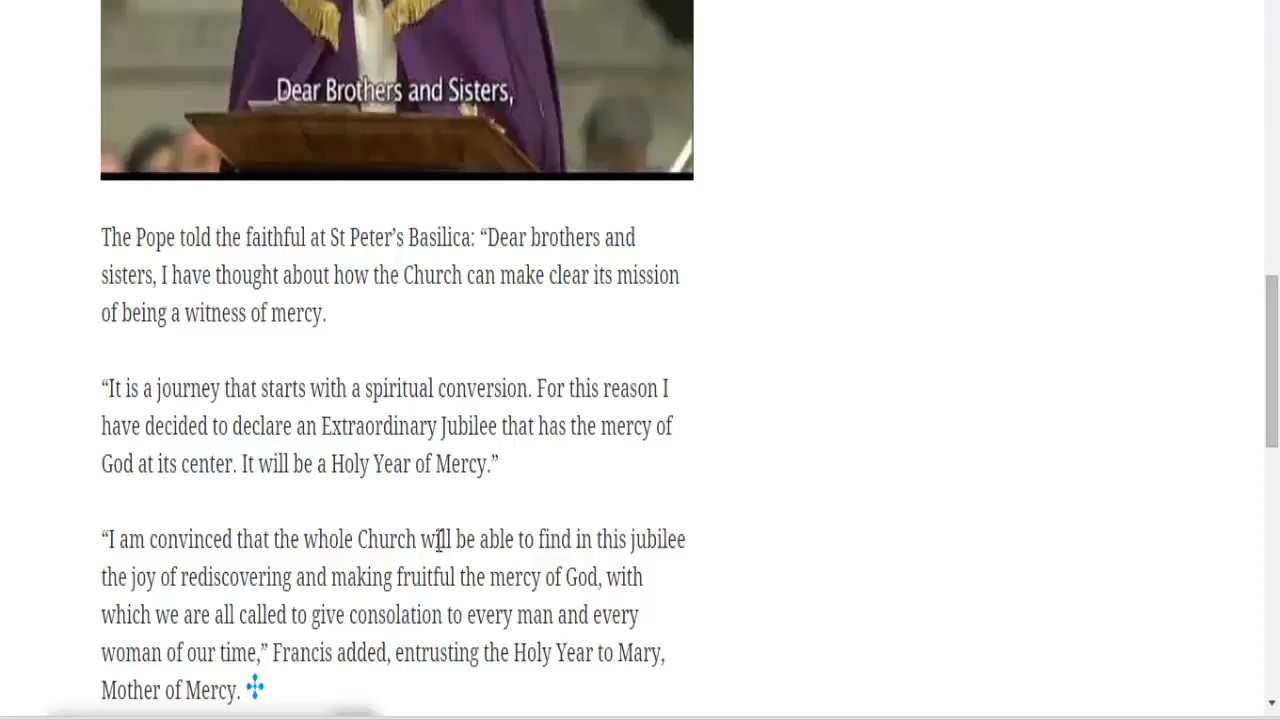 Dear Brothers and Sisters,
The Pope told the faithful at St Peter’s Basilica: “Dear brothers and
sisters, I have thought about how the Church can make clear its mission
of being a witness of mercy.
“It is a journey that starts with a spiritual conversion. For this reason I
have decided to declare an Extraordinary Jubilee that has the mercy of
God at its center. It will be a Holy Year of Mercy.”
“I am convinced that the whole Church will be able to find in this jubilee
the joy of rediscovering and making fruitful the mercy of God, with
which we are all called to give consolation to every man and every
woman of our time,” Francis added, entrusting the Holy Year to Mary,
Mother of Mercy.